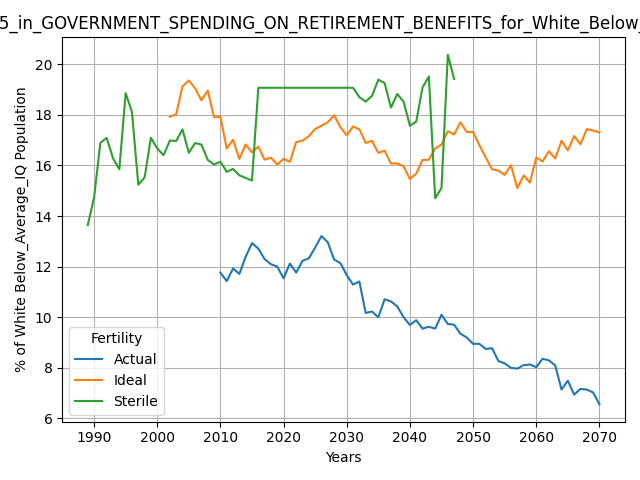 5_in_GOVERNMENT_SPENDING_ON_RETIREMENT_BENEFITS_for_White_Below_
% of White Below_Average_IQ Population
20
18
16
14
12
10
8
6
Fertility
Actual
Ideal
Sterile
1990
2000
2010
2020
2030
2040
2050
2060
2070
Years